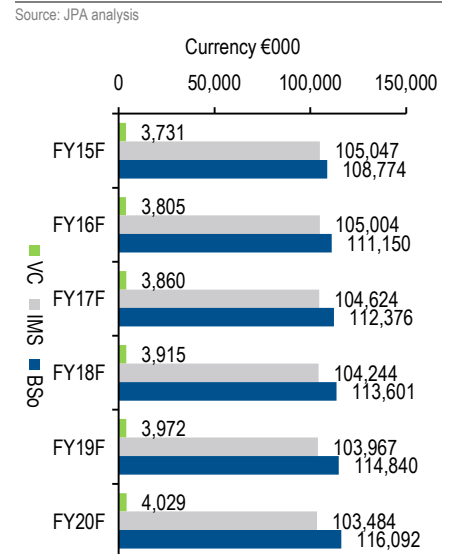 Source: JPA analysis
Currency €000
0 50,000 100,000 150,000
FY15F 3,731
105,047
108,774
FY16F 3,805
105,004
111,150
FY17F 3,860
104,624
112,376
FY18F 3,915
104,244
113,601
FY19F 3,972
103,967
114,840
FY20F 4,029
103,484
116,092
VC IMS BSo